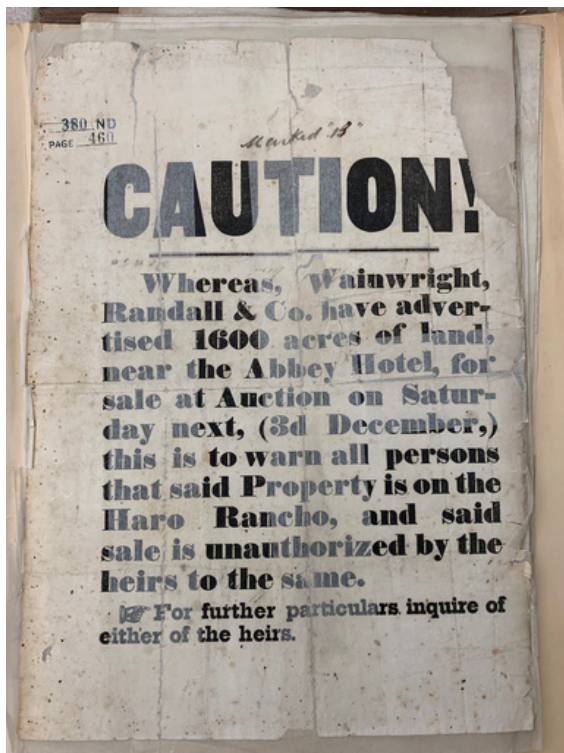 380 ND
PAGE 460
Marked "B"
CAUTION!
Whereas, Wainwright,
Randall & Co. have adver-
tised 1600 acres of land,
near the Abbey Hotel, for
sale at Auction on Satur-
day next, (3d December,)
this is to warn all persons
that said Property is on the
Haro Rancho, and said
sale is unauthorized by the
heirs to the same.
☞ For further particulars inquire of
either of the heirs.